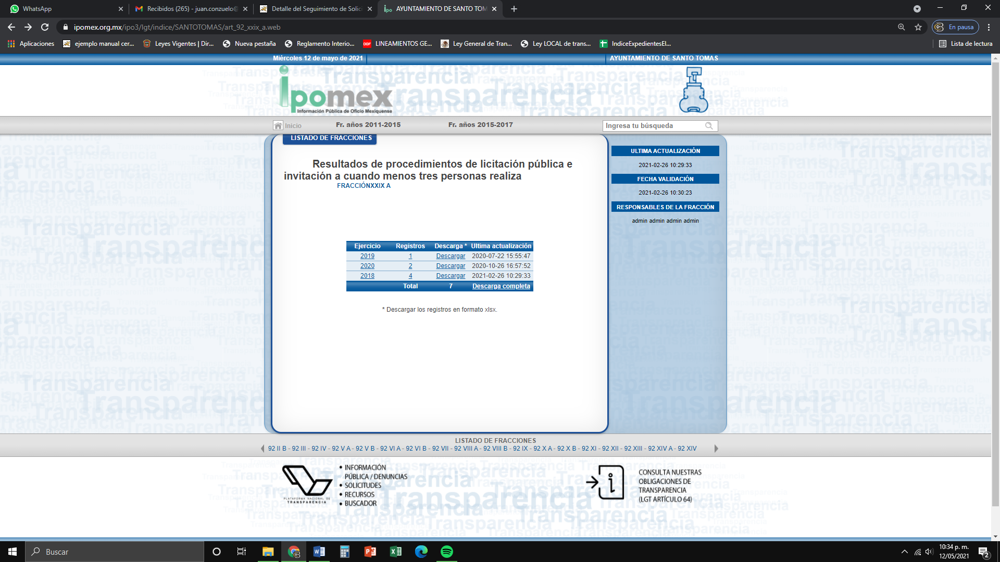 WhatsApp
Recibidos (265) - juan.conzuelo@
Detalle del Seguimiento de Solici
AYUNTAMIENTO DE SANTO TOM
ipomex.org.mx/ipo3/lgt/indice/SANTOTOMAS/art_92_xxix_a.web
En pausa
Aplicaciones
ejemplo manual cer...
Leyes Vigentes | Dir...
Nueva pestaña
Reglamento Interio...
DOF LINEAMIENTOS GE...
Ley General de Tran...
Ley LOCAL de trans...
IndiceExpedientesEl...
Lista de lectura
Miércoles 12 de mayo de 2021
AYUNTAMIENTO DE SANTO TOMAS
ipomex
Información Pública de Oficio Mexiquense
Transparencia
Inicio
Fr. años 2011-2015
Fr. años 2015-2017
Ingresa tu búsqueda
LISTADO DE FRACCIONES
Resultados de procedimientos de licitación pública e
invitación a cuando menos tres personas realiza
FRACCIÓNXXIX A
ULTIMA ACTUALIZACIÓN
2021-02-26 10:29:33
FECHA VALIDACIÓN
2021-02-26 10:30:23
RESPONSABLES DE LA FRACCIÓN
admin admin admin admin
Ejercicio Registros Descarga * Ultima actualización
2019 1 Descargar 2020-07-22 15:55:47
2020 2 Descargar 2020-10-26 16:57:52
2018 4 Descargar 2021-02-26 10:29:33
Total 7 Descarga completa
* Descargar los registros en formato xlsx.
LISTADO DE FRACCIONES
92 II B - 92 III - 92 IV - 92 V A - 92 V B - 92 VI A - 92 VI B - 92 VII - 92 VIII A - 92 VIII B - 92 IX - 92 X A - 92 X B - 92 XI - 92 XII - 92 XIII - 92 XIV A - 92 XIV
PLATAFORMA NACIONAL DE
TRANSPARENCIA
• INFORMACIÓN
PÚBLICA / DENUNCIAS
• SOLICITUDES
• RECURSOS
• BUSCADOR
CONSULTA NUESTRAS
OBLIGACIONES DE
TRANSPARENCIA
(LGT ARTÍCULO 64)
Buscar
10:34 p. m.
12/05/2021
2